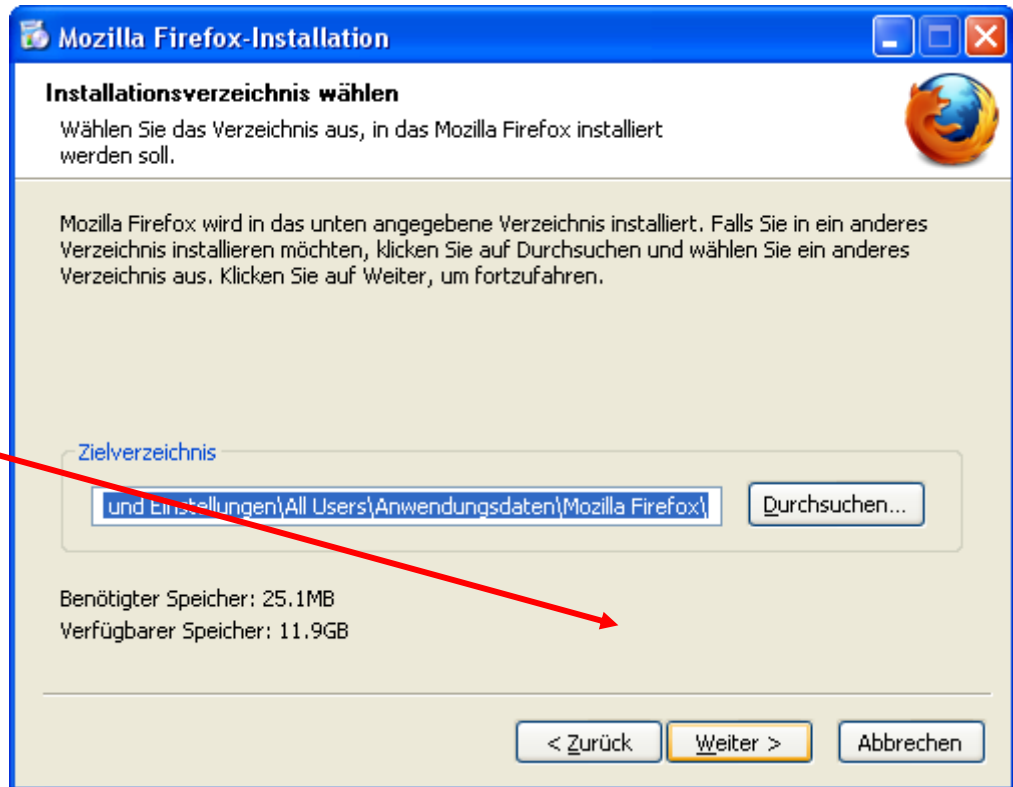 Mozilla Firefox-Installation
Installationsverzeichnis wählen
Wählen Sie das Verzeichnis aus, in das Mozilla Firefox installiert
werden soll.
Mozilla Firefox wird in das unten angegebene Verzeichnis installiert. Falls Sie in ein anderes
Verzeichnis installieren möchten, klicken Sie auf Durchsuchen und wählen Sie ein anderes
Verzeichnis aus. Klicken Sie auf Weiter, um fortzufahren.
Zielverzeichnis
und Einstellungen\All Users\Anwendungsdaten\Mozilla Firefox\
Durchsuchen...
Benötigter Speicher: 25.1MB
Verfügbarer Speicher: 11.9GB
< Zurück
Weiter >
Abbrechen